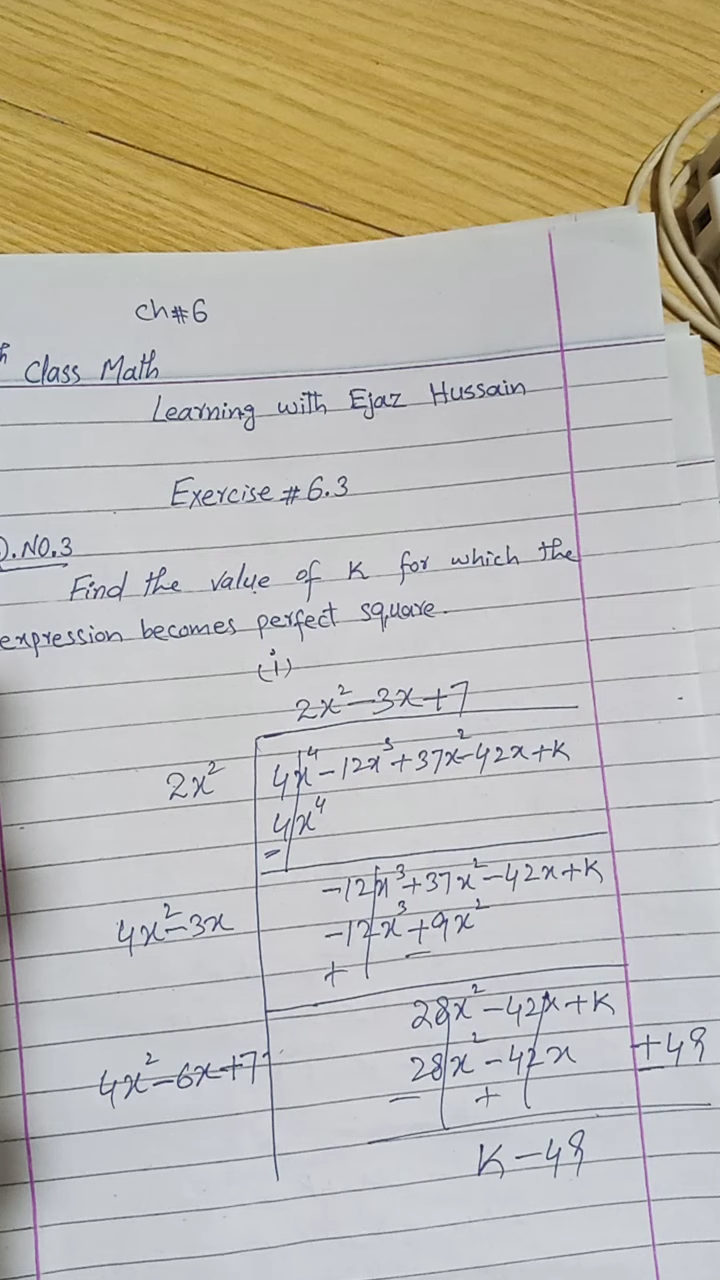 Ch#6
Class Math
Learning with Ejaz Hussain
Exercise # 6.3
Q.NO.3
Find the value of K for which the
expression becomes perfect square.
(i)
2x² - 3x + 7
2x² 4x⁴ - 12x³ + 37x² - 42x + K
4x⁴
-
-12x³ + 37x² - 42x + K
4x² - 3x -12x³ + 9x²
+ -
28x² - 42x + K
4x² - 6x + 7 28x² - 42x + 49
- + -
K - 49